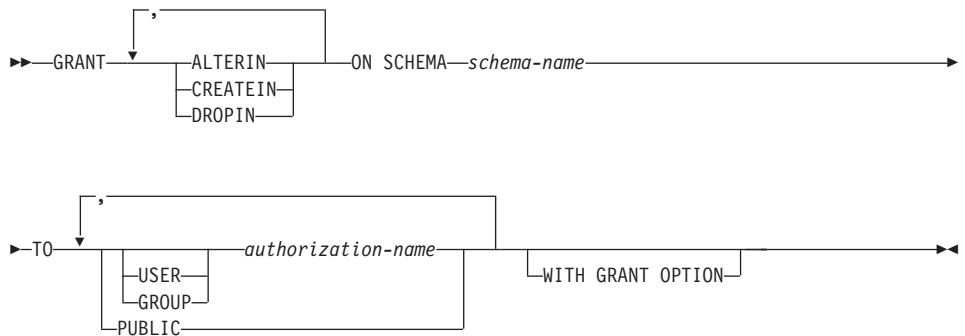 ,
GRANT ALTERIN ON SCHEMA schema-name
CREATEIN
DROPIN
,
TO authorization-name
USER WITH GRANT OPTION
GROUP
PUBLIC